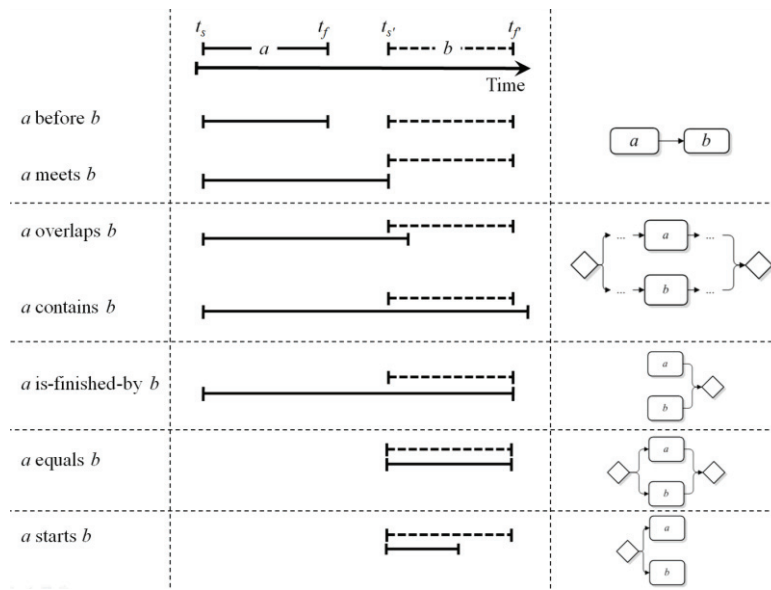 t_s t_f t_s' t_f'
a b
Time
a before b
a b
a meets b
a overlaps b
... a ...
... b ...
a contains b
a is-finished-by b
a
b
a equals b
a
b
a starts b
a
b